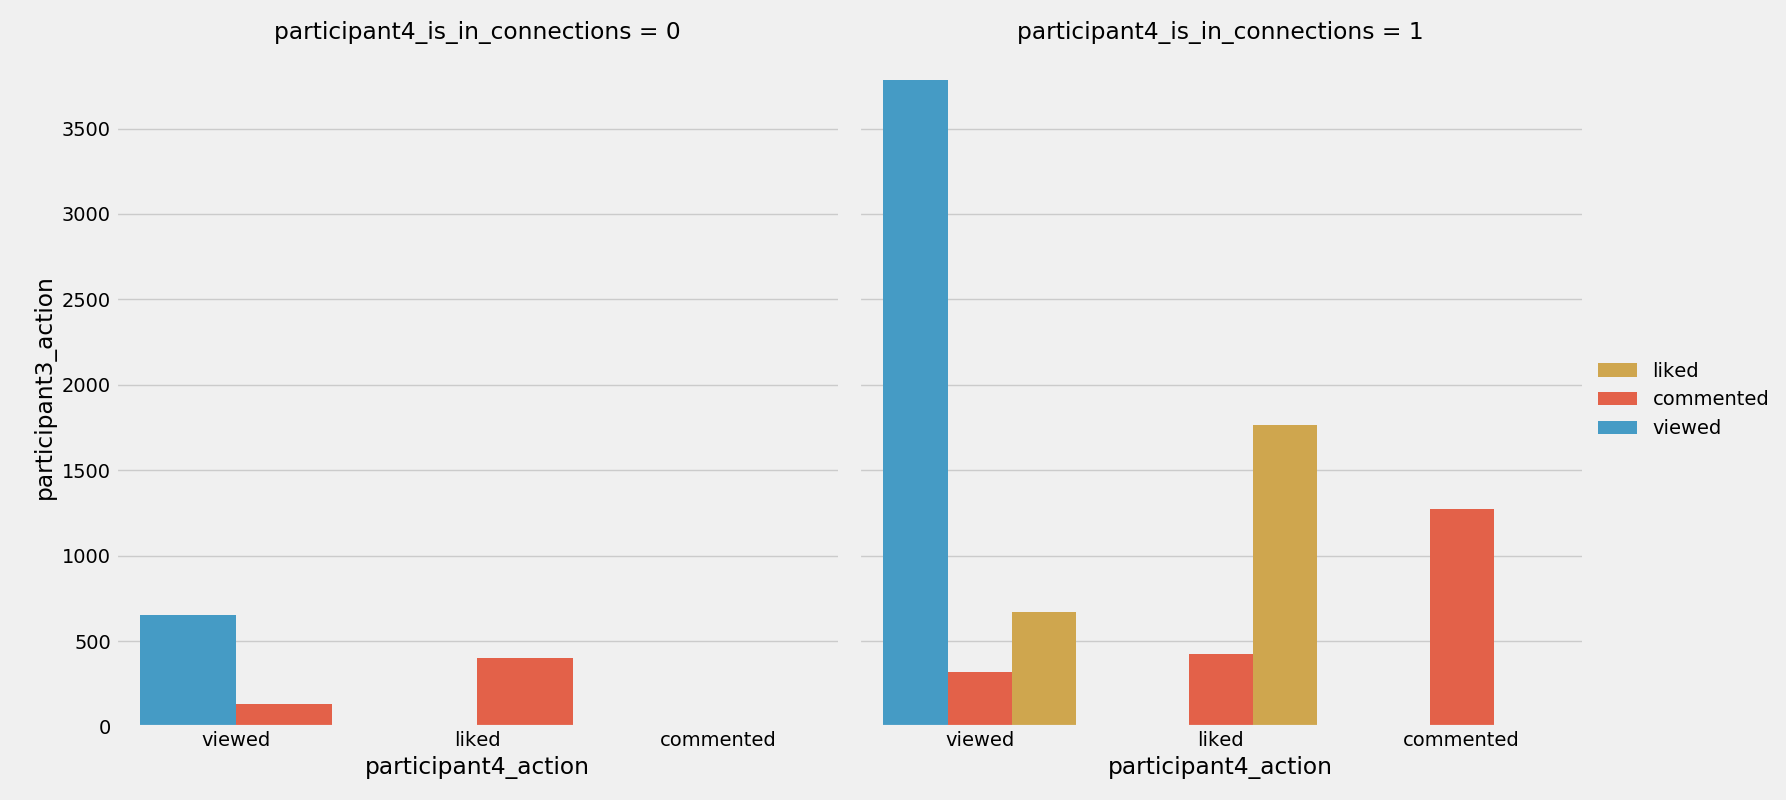 participant4_is_in_connections = 0
participant4_is_in_connections = 1
participant3_action
3500
3000
2500
2000
1500
1000
500
0
viewed
liked
commented
participant4_action
viewed
liked
commented
participant4_action
liked
commented
viewed